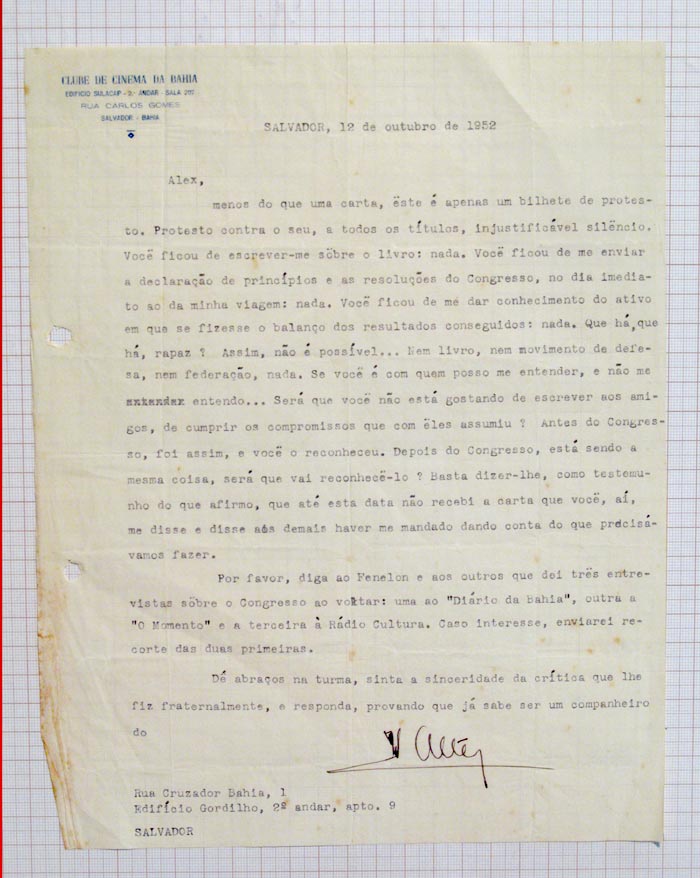 CLUBE DE CINEMA DA BAHIA
EDIFICIO SULACAP - 2.º ANDAR - SALA 207
RUA CARLOS GOMES
SALVADOR - BAHIA
SALVADOR, 12 de outubro de 1952
Alex,
menos do que uma carta, êste é apenas um bilhete de protes-
to. Protesto contra o seu, a todos os títulos, injustificável silêncio.
Você ficou de escrever-me sôbre o livro: nada. Você ficou de me enviar
a declaração de princípios e as resoluções do Congresso, no dia imedia-
to ao da minha viagem: nada. Você ficou de me dar conhecimento do ativo
em que se fizesse o balanço dos resultados conseguidos: nada. Que há, que
há, rapaz ? Assim, não é possível... Nem livro, nem movimento de defe-
sa, nem federação, nada. Se você é com quem posso me entender, e não me
entendo... Será que você não está gostando de escrever aos ami-
gos, de cumprir os compromissos que com êles assumiu ? Antes do Congres-
so, foi assim, e você o reconheceu. Depois do Congresso, está sendo a
mesma coisa, será que vai reconhecê-lo ? Basta dizer-lhe, como testemu-
nho do que afirmo, que até esta data não recebi a carta que você, aí,
me disse e disse aos demais haver me mandado dando conta do que precisá-
vamos fazer.
Por favor, diga ao Fenelon e aos outros que dei três entre-
vistas sôbre o Congresso ao voltar: uma ao "Diário da Bahia", outra a
"O Momento" e a terceira à Rádio Cultura. Caso interesse, enviarei re-
corte das duas primeiras.
Dê abraços na turma, sinta a sinceridade da crítica que lhe
fiz fraternalmente, e responda, provando que já sabe ser um companheiro
do
Rua Cruzador Bahia, 1
Edifício Gordilho, 2º andar, apto. 9
SALVADOR